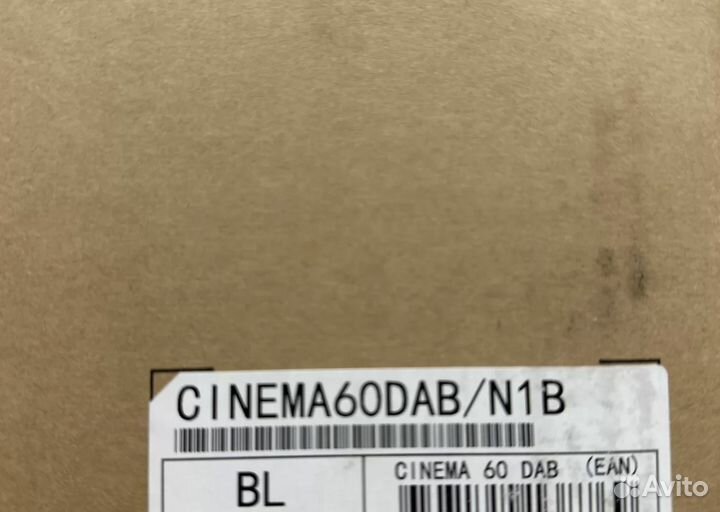 CINEMA60DAB/N1B
BL
CINEMA 60 DAB (EAN)
Avito